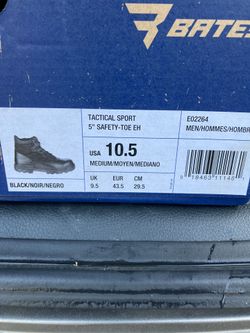 BATES
TACTICAL SPORT
5" SAFETY-TOE EH
E02264
MEN/HOMMES/HOMBR
USA 10.5
MEDIUM/MOYEN/MEDIANO
BLACK/NOIR/NEGRO
UK EUR CM
9.5 43.5 29.5